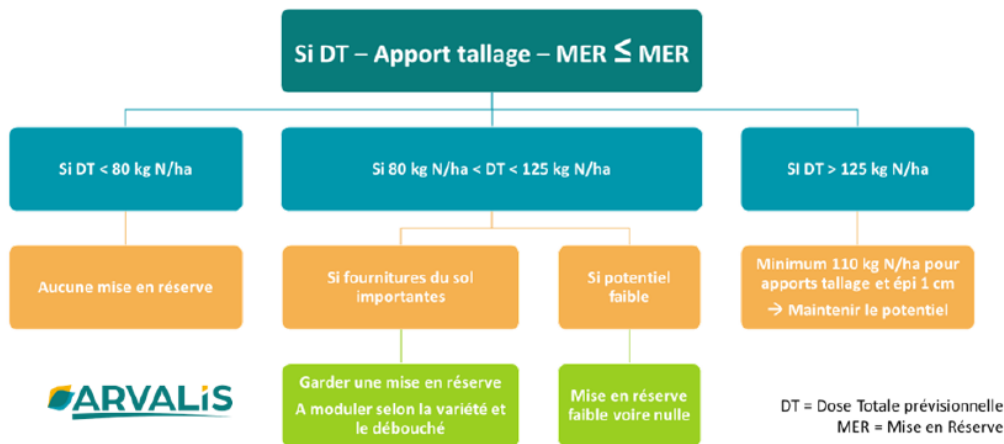 Si DT – Apport tallage – MER ≤ MER
Si DT < 80 kg N/ha
Si 80 kg N/ha < DT < 125 kg N/ha
SI DT > 125 kg N/ha
Aucune mise en réserve
Si fournitures du sol
importantes
Si potentiel
faible
Minimum 110 kg N/ha pour
apports tallage et épi 1 cm
→ Maintenir le potentiel
Garder une mise en réserve
A moduler selon la variété et
le débouché
Mise en réserve
faible voire nulle
ARVALIS
DT = Dose Totale prévisionnelle
MER = Mise en Réserve